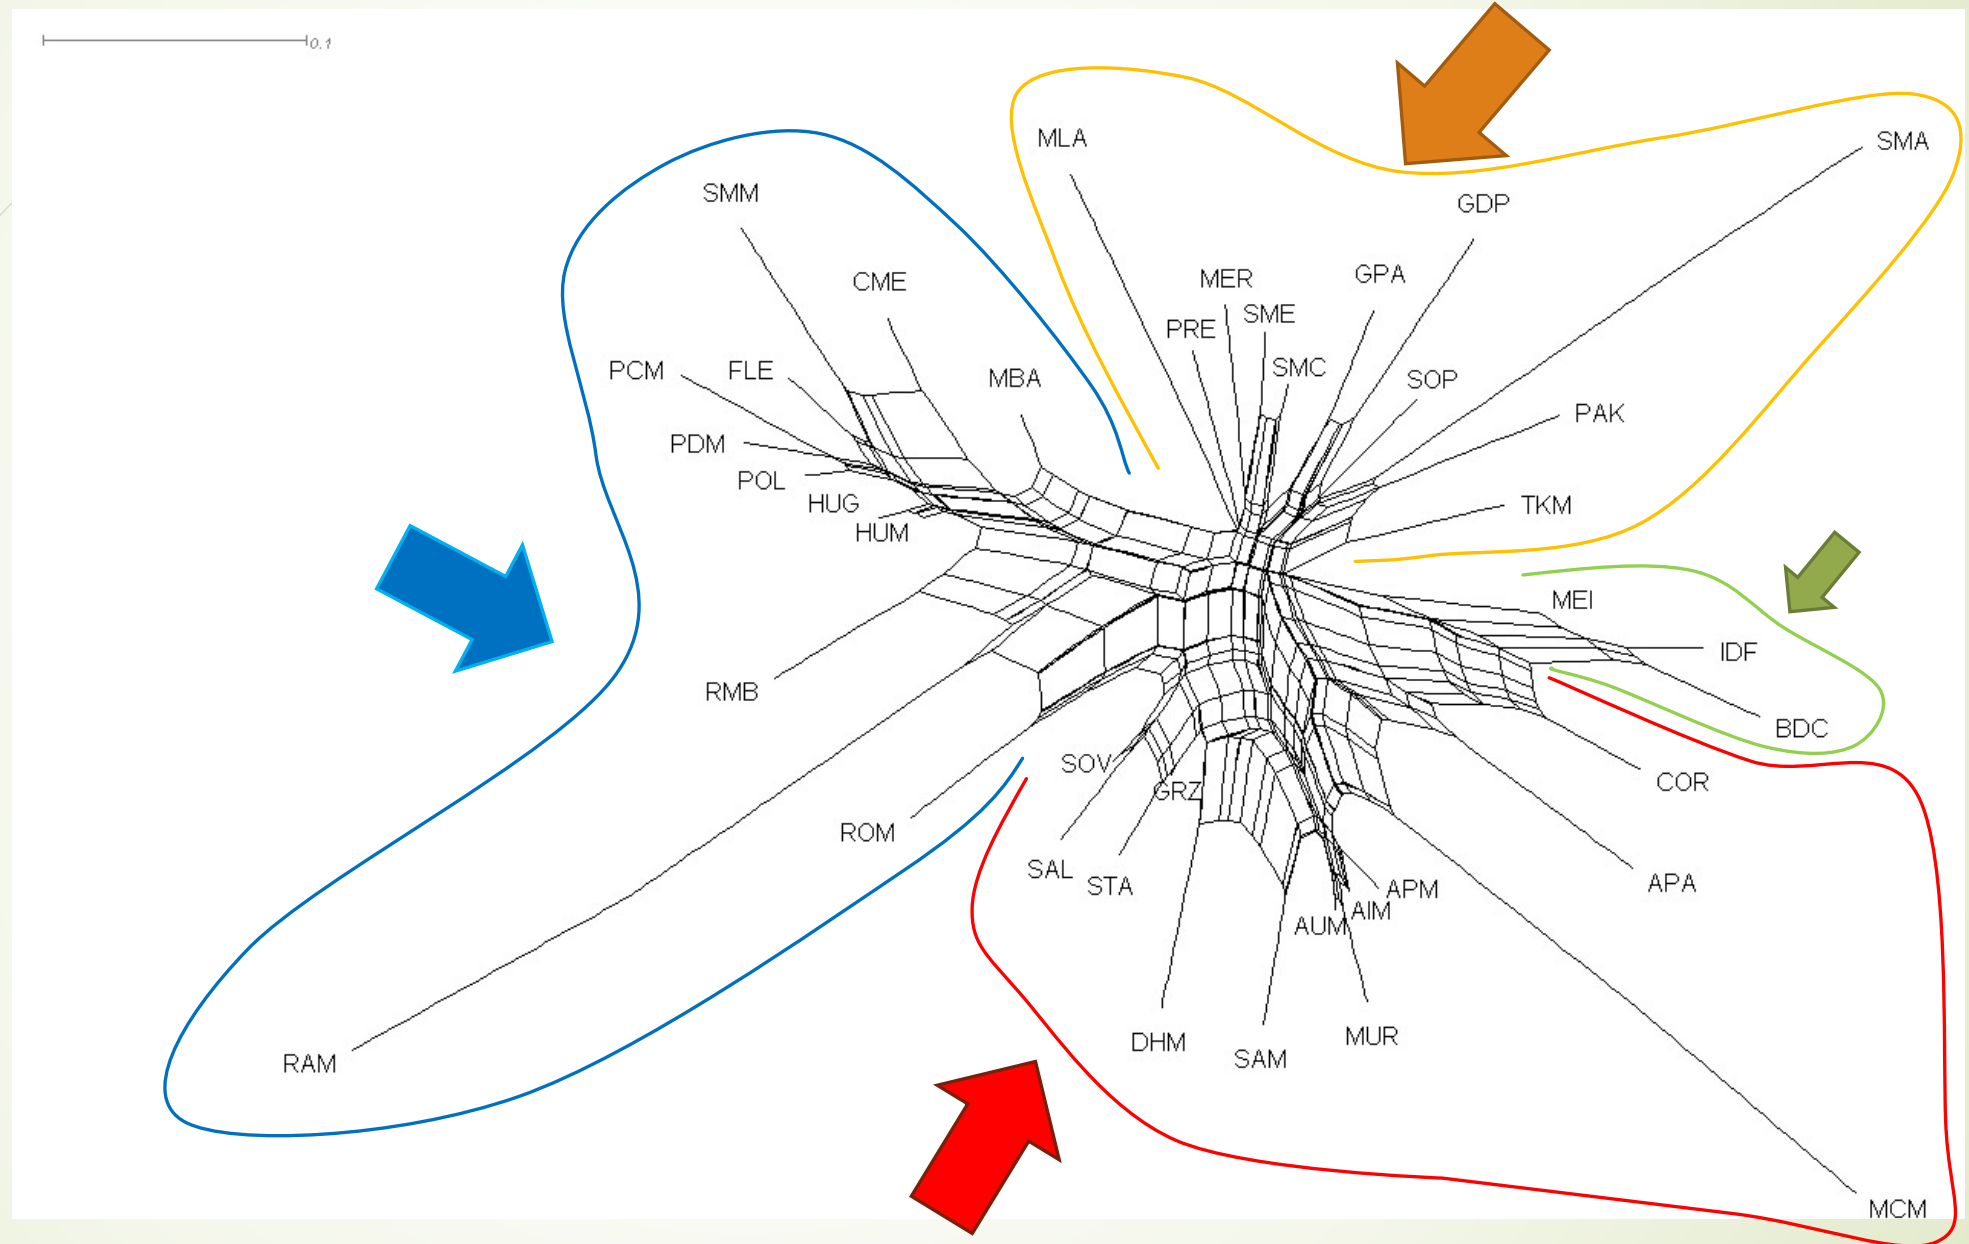 0.1
MLA
SMA
SMM
GDP
CME
MER
GPA
SME
PRE
SMC
PCM
FLE
MBA
SOP
PAK
PDM
POL
HUG
TKM
HUM
MEI
IDF
RMB
BDC
SOV
COR
GRZ
ROM
SAL
STA
APA
APM
AIM
AUM
DHM
SAM
MUR
RAM
MCM